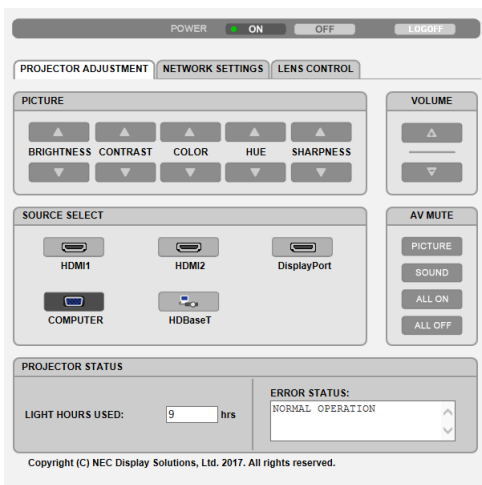 POWER ON OFF LOGOFF
PROJECTOR ADJUSTMENT NETWORK SETTINGS LENS CONTROL
PICTURE
BRIGHTNESS CONTRAST COLOR HUE SHARPNESS
VOLUME
SOURCE SELECT
HDMI1 HDMI2 DisplayPort
COMPUTER HDBaseT
AV MUTE
PICTURE
SOUND
ALL ON
ALL OFF
PROJECTOR STATUS
LIGHT HOURS USED: 9 hrs
ERROR STATUS:
NORMAL OPERATION
Copyright (C) NEC Display Solutions, Ltd. 2017. All rights reserved.